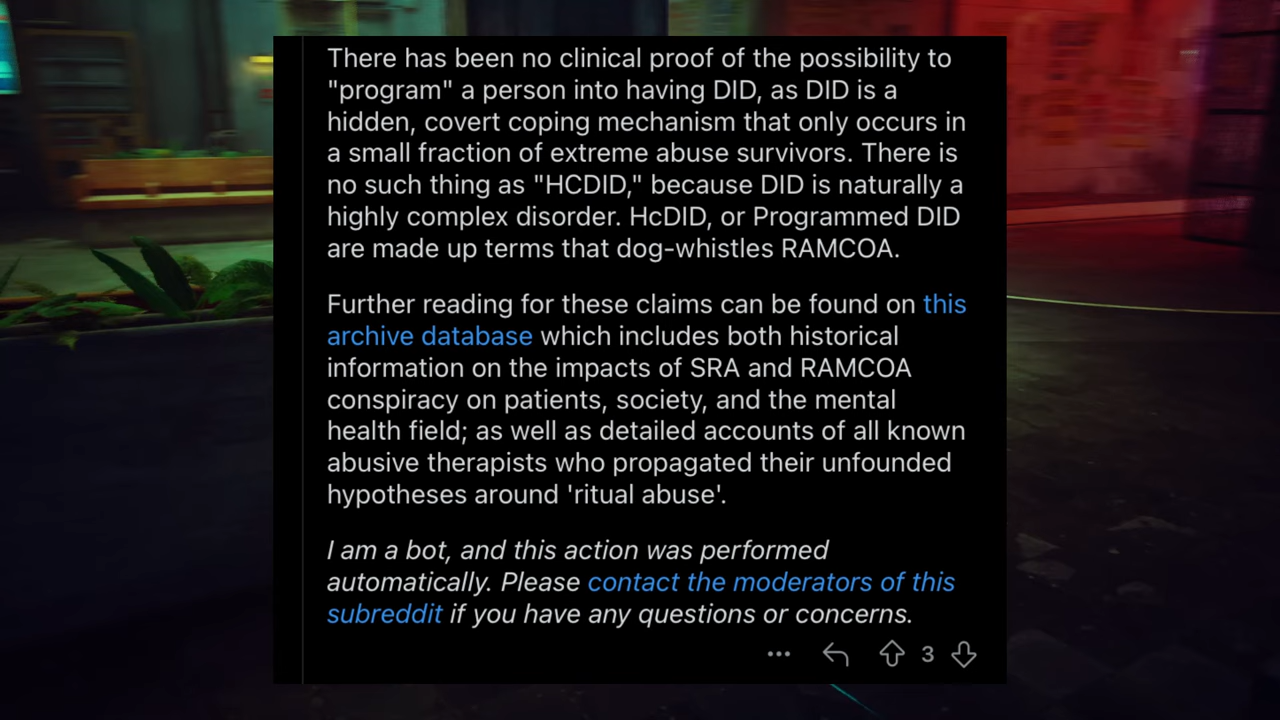 There has been no clinical proof of the possibility to
"program" a person into having DID, as DID is a
hidden, covert coping mechanism that only occurs in
a small fraction of extreme abuse survivors. There is
no such thing as "HCDID," because DID is naturally a
highly complex disorder. HcDID, or Programmed DID
are made up terms that dog-whistles RAMCOA.
Further reading for these claims can be found on this
archive database which includes both historical
information on the impacts of SRA and RAMCOA
conspiracy on patients, society, and the mental
health field; as well as detailed accounts of all known
abusive therapists who propagated their unfounded
hypotheses around 'ritual abuse'.
I am a bot, and this action was performed
automatically. Please contact the moderators of this
subreddit if you have any questions or concerns.
3